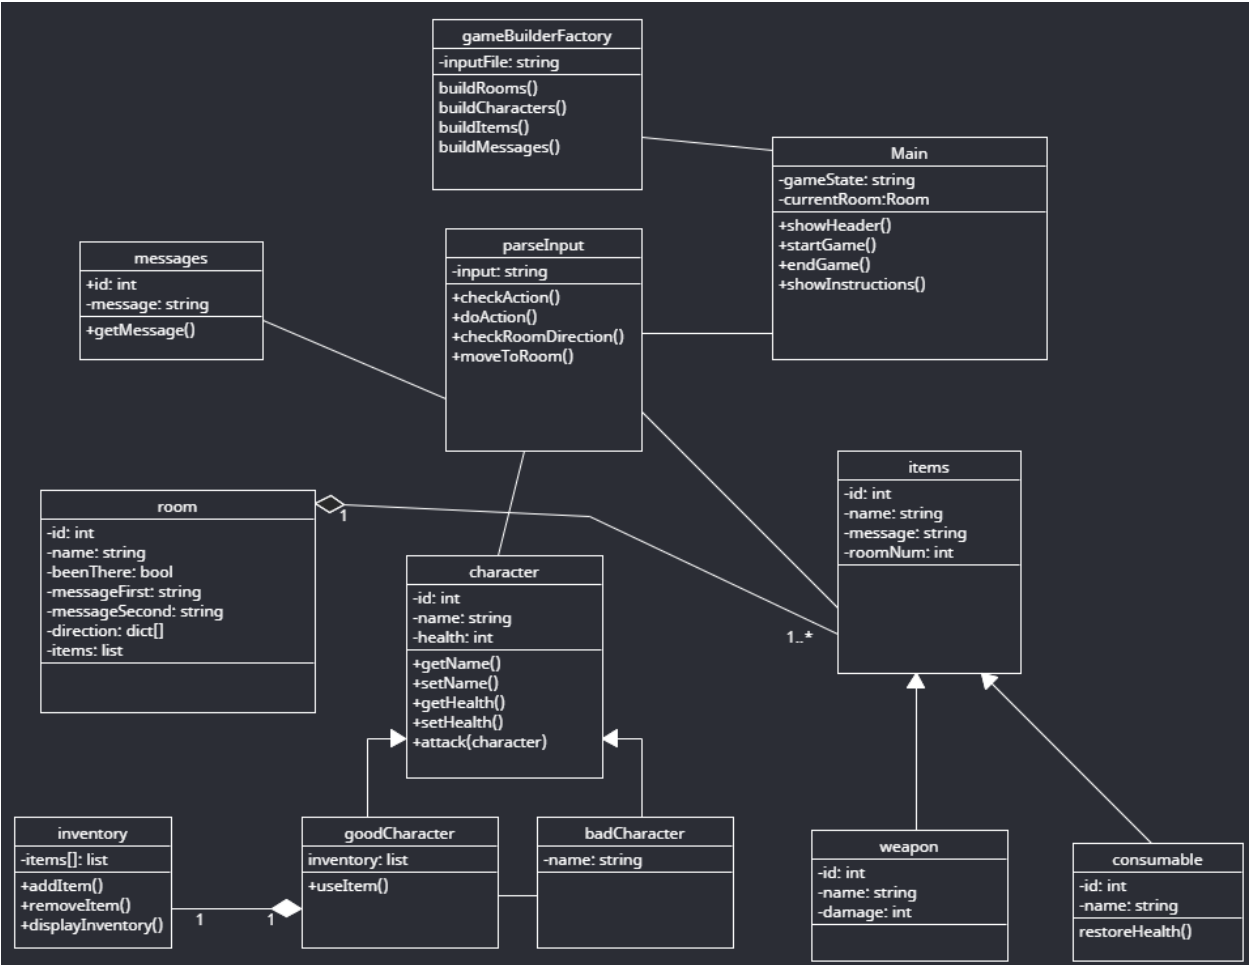 gameBuilderFactory
-inputFile: string
buildRooms()
buildCharacters()
buildItems()
buildMessages()
Main
-gameState: string
-currentRoom:Room
+showHeader()
+startGame()
+endGame()
+showInstructions()
messages
+id: int
-message: string
+getMessage()
parseInput
-input: string
+checkAction()
+doAction()
+checkRoomDirection()
+moveToRoom()
items
-id: int
-name: string
-message: string
-roomNum: int
room
-id: int
-name: string
-beenThere: bool
-messageFirst: string
-messageSecond: string
-direction: dict[]
-items: list
1
1..*
character
-id: int
-name: string
-health: int
+getName()
+setName()
+getHealth()
+setHealth()
+attack(character)
inventory
-items[]: list
+addItem()
+removeItem()
+displayInventory()
1
1
goodCharacter
inventory: list
+useItem()
badCharacter
-name: string
weapon
-id: int
-name: string
-damage: int
consumable
-id: int
-name: string
restoreHealth()